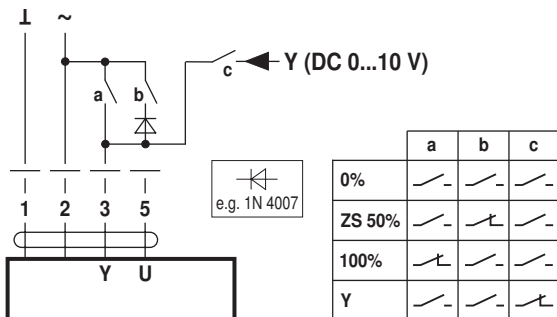 ⊥ ~
a b c Y (DC 0...10 V)
1 2 3 5
Y U
e.g. 1N 4007
a b c
0%
ZS 50%
100%
Y